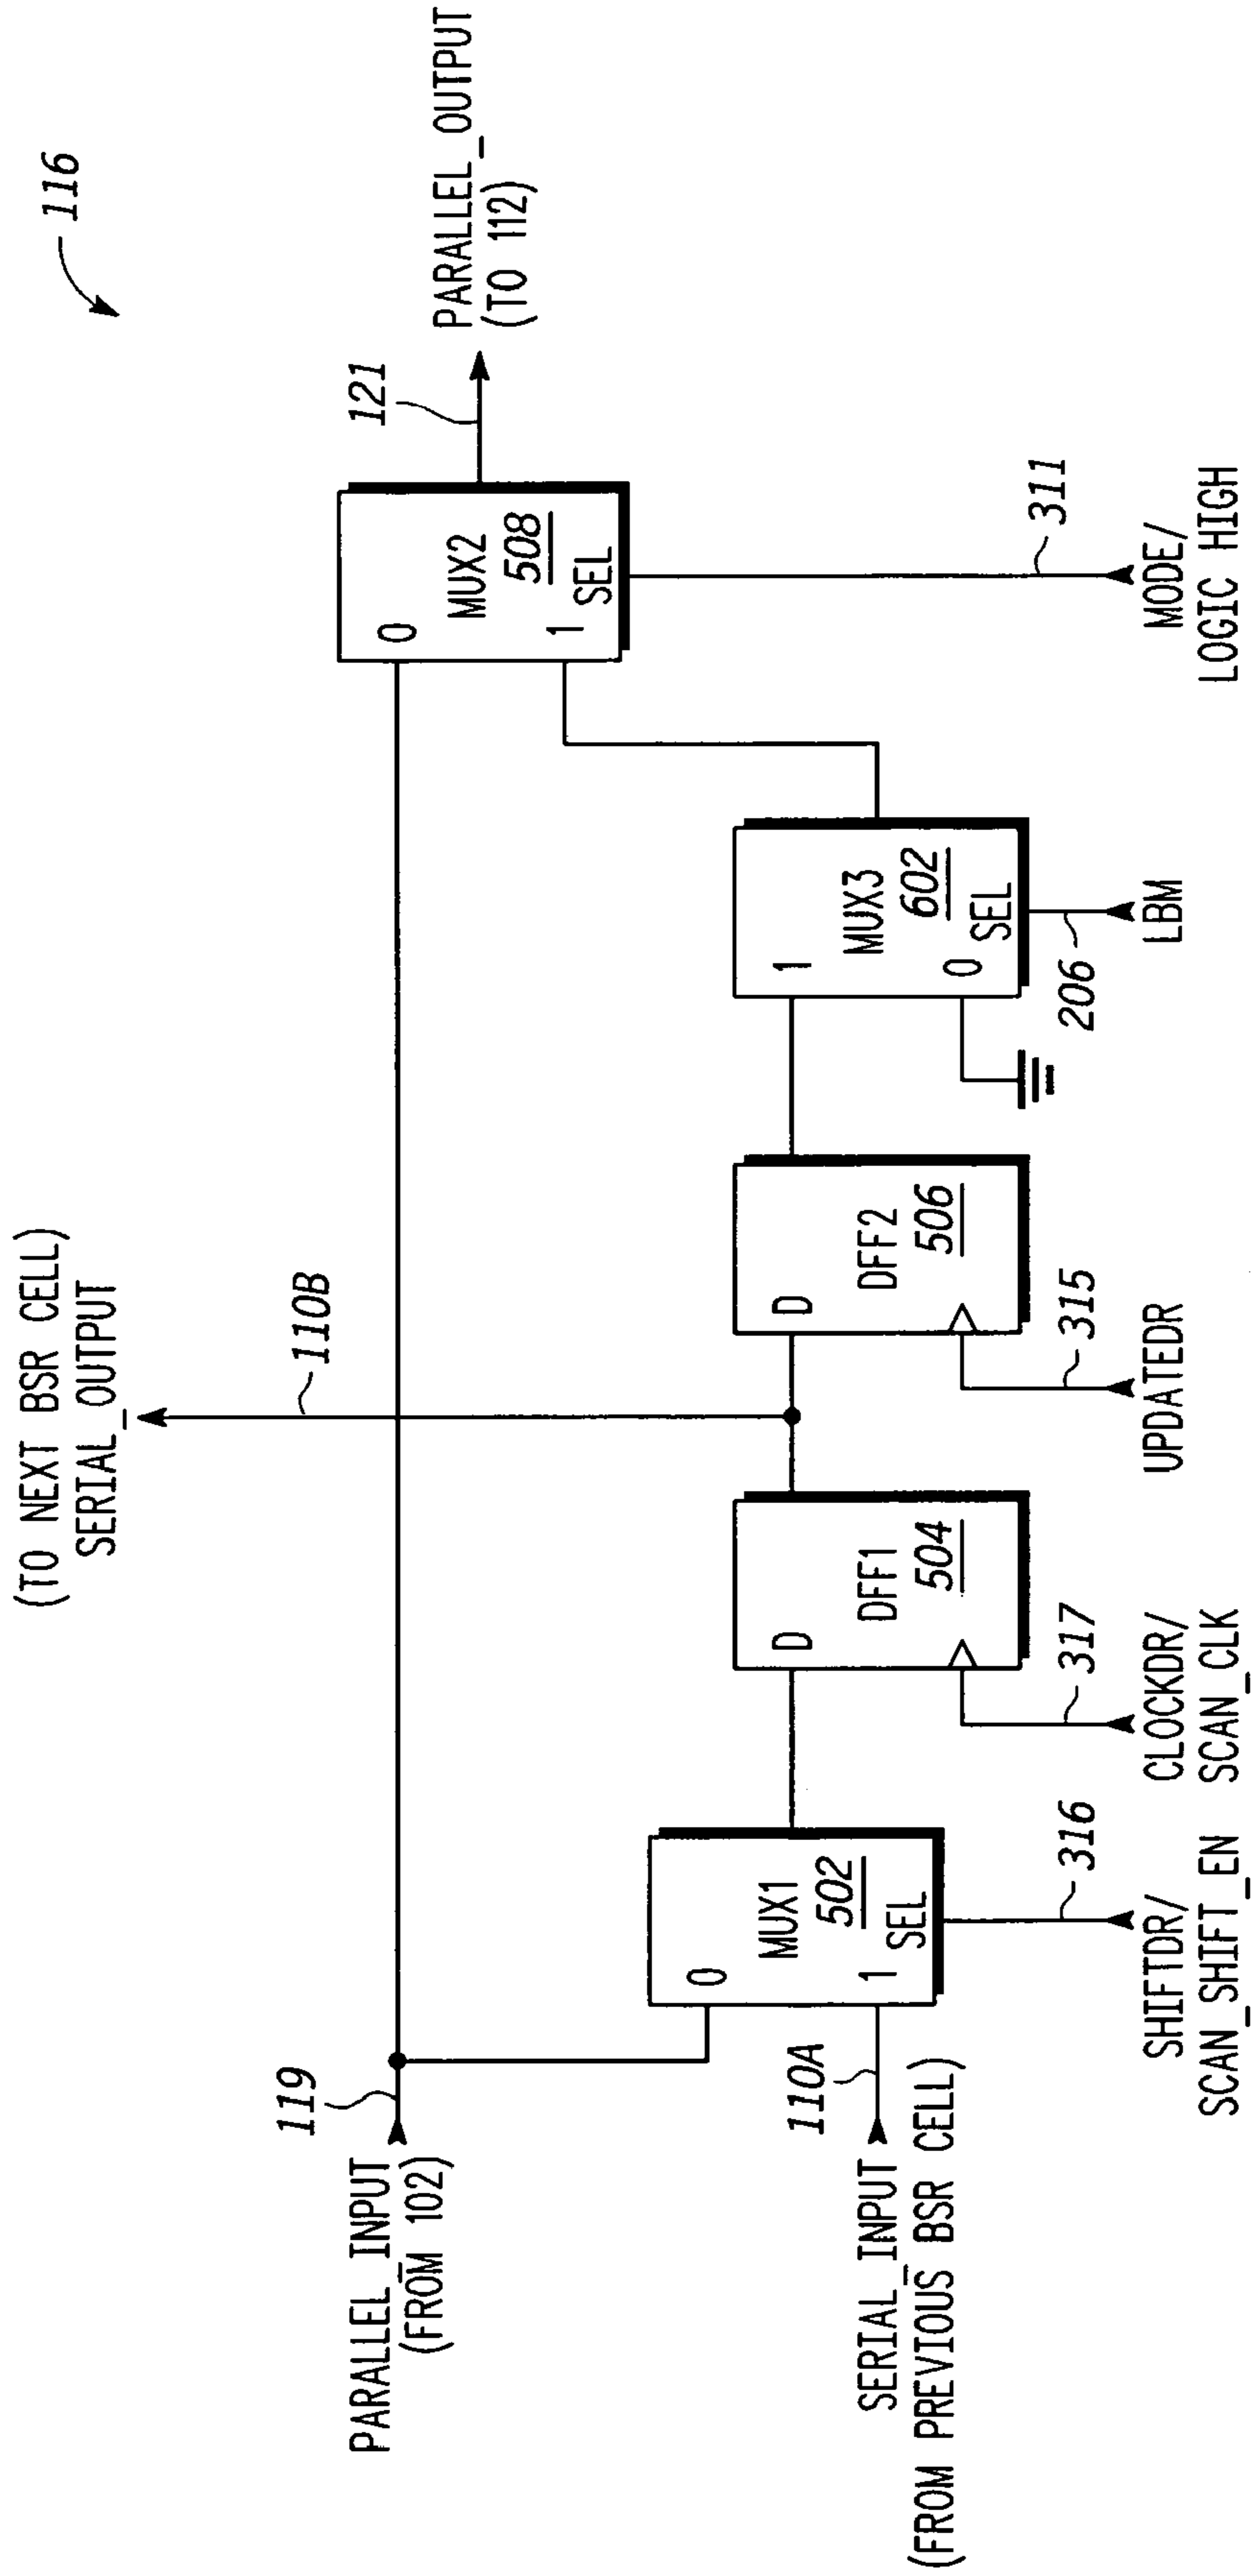 116
(TO NEXT BSR CELL)
SERIAL_OUTPUT
110B
119
PARALLEL_INPUT
(FROM 102)
121
PARALLEL_OUTPUT
(TO 112)
0
MUX2
508
1
SEL
311
MODE/
LOGIC HIGH
0
MUX1
502
1
SEL
110A
SERIAL_INPUT
(FROM PREVIOUS BSR CELL)
316
SHIFTDR/
SCAN_SHIFT_EN
D
DFF1
504
317
CLOCKDR/
SCAN_CLK
D
DFF2
506
315
UPDATEDR
1
MUX3
602
0
SEL
206
LBM